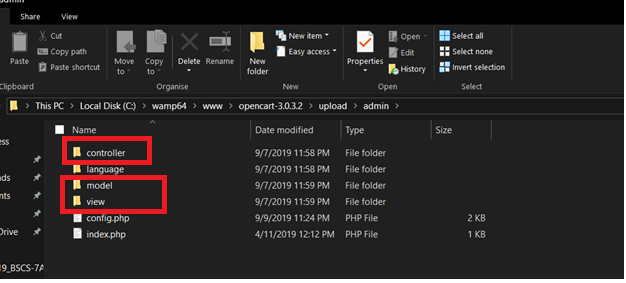 admin
Share View
Paste
Cut
Copy path
Paste shortcut
Move to
Copy to
Delete
Rename
New folder
New item
Easy access
Properties
Open
Edit
History
Select all
Select none
Invert selection
Clipboard Organise New Open Select
This PC > Local Disk (C:) > wamp64 > www > opencart-3.0.3.2 > upload > admin >
Name Date modified Type Size
controller 9/7/2019 11:58 PM File folder
language 9/7/2019 11:58 PM File folder
model 9/7/2019 11:59 PM File folder
view 9/7/2019 11:59 PM File folder
config.php 9/9/2019 11:24 PM PHP File 2 KB
index.php 4/11/2019 12:12 PM PHP File 1 KB
ess
ds
nts
Drive
19_BSCS-7A